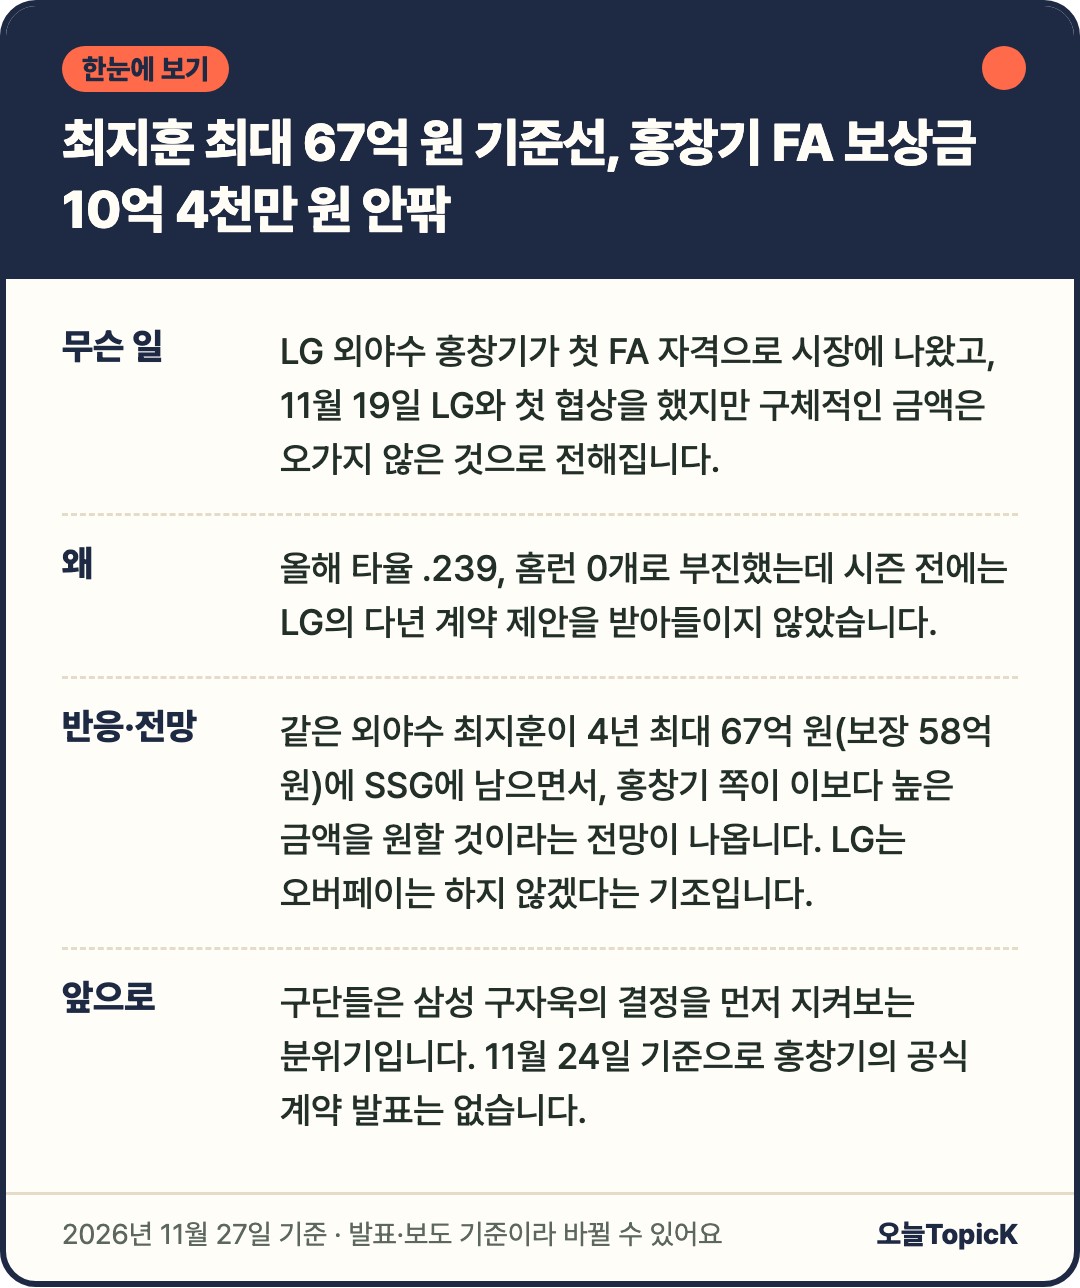 한눈에 보기
최지훈 최대 67억 원 기준선, 홍창기 FA 보상금
10억 4천만 원 안팎
무슨 일
LG 외야수 홍창기가 첫 FA 자격으로 시장에 나왔고,
11월 19일 LG와 첫 협상을 했지만 구체적인 금액은
오가지 않은 것으로 전해집니다.
왜
올해 타율 .239, 홈런 0개로 부진했는데 시즌 전에는
LG의 다년 계약 제안을 받아들이지 않았습니다.
반응·전망
같은 외야수 최지훈이 4년 최대 67억 원(보장 58억
원)에 SSG에 남으면서, 홍창기 쪽이 이보다 높은
금액을 원할 것이라는 전망이 나옵니다. LG는
오버페이는 하지 않겠다는 기조입니다.
앞으로
구단들은 삼성 구자욱의 결정을 먼저 지켜보는
분위기입니다. 11월 24일 기준으로 홍창기의 공식
계약 발표는 없습니다.
2026년 11월 27일 기준 · 발표·보도 기준이라 바뀔 수 있어요
오늘TopicK